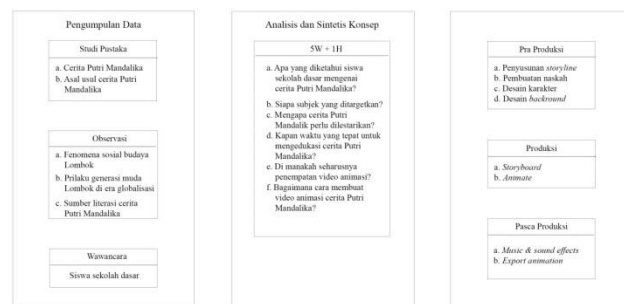 Pengumpulan Data
Studi Pustaka
a. Cerita Putri Mandalika
b. Asal usul cerita Putri
Mandalika
Observasi
a. Fenomena sosial budaya
Lombok
b. Prilaku generasi muda
Lombok di era globalisasi
c. Sumber literasi cerita
Putri Mandalika
Wawancara
Siswa sekolah dasar
Analisis dan Sintetis Konsep
5W + 1H
a. Apa yang diketahui siswa
sekolah dasar mengenai
cerita Putri Mandalika?
b. Siapa subjek yang ditargetkan?
c. Mengapa cerita Putri
Mandalik perlu dilestarikan?
d. Kapan waktu yang tepat untuk
mengedukasi cerita Putri
Mandalika?
e. Di manakah seharusnya
penempatan video animasi?
f. Bagaimana cara membuat
video animasi cerita Putri
Mandalika?
Pra Produksi
a. Penyusunan storyline
b. Pembuatan naskah
c. Desain karakter
d. Desain backround
Produksi
a. Storyboard
b. Animate
Pasca Produksi
a. Music & sound effects
b. Export animation